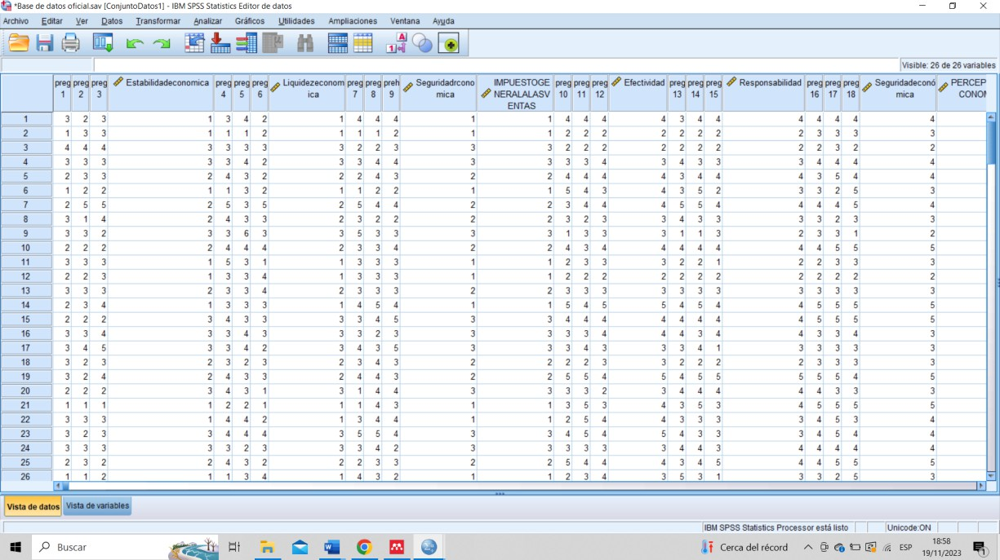 *Base de datos oficial.sav [ConjuntoDatos1] - IBM SPSS Statistics Editor de datos
Archivo Editar Ver Datos Transformar Analizar Gráficos Utilidades Ampliaciones Ventana Ayuda
Visible: 26 de 26 variables
preg 1 preg 2 preg 3 Estabilidadeconomica preg 4 preg 5 preg 6 Liquidezeconomica preg 7 preg 8 preh 9 Seguridadrconomica IMPUESTOGENERALALASVENTAS preg 10 preg 11 preg 12 Efectividad preg 13 preg 14 preg 15 Responsabilidad preg 16 preg 17 preg 18 Seguridadeconómica PERCEP CONOM
1 3 2 3 1 3 4 2 1 4 4 4 1 1 4 4 4 4 3 4 4 4 4 4 4 4
2 1 3 3 1 1 1 2 1 1 1 2 1 1 2 2 2 2 2 2 2 2 3 3 3 3
3 4 4 4 3 3 3 3 3 2 2 3 3 3 2 2 2 2 2 2 2 2 2 3 2 2
4 3 3 3 3 3 4 2 3 3 4 4 3 3 3 3 4 3 4 3 3 3 4 4 4 4
5 2 3 3 2 4 3 2 2 2 4 3 2 2 4 4 4 4 3 4 4 4 3 5 4 4
6 1 2 2 1 1 3 2 1 1 2 2 1 1 5 4 3 4 3 5 2 3 3 2 5 3
7 2 5 5 2 5 3 5 2 5 4 4 2 2 3 4 4 4 5 5 4 4 4 5 4
8 3 1 4 2 4 3 3 2 3 2 2 2 2 3 2 3 3 4 3 3 3 3 2 3 3
9 3 3 2 3 3 6 3 3 5 3 3 3 3 1 3 3 3 1 1 3 2 3 3 1 2
10 2 2 2 2 4 4 4 2 3 3 4 2 2 4 3 4 4 4 4 4 4 4 5 5 5
11 3 3 3 1 5 3 1 1 3 3 3 1 1 2 3 3 3 2 2 1 2 2 3 3 3
12 2 2 3 1 3 3 4 1 3 3 3 1 1 2 2 2 2 2 2 2 2 2 2 2 2
13 3 3 3 2 3 3 4 2 3 3 3 2 2 3 3 3 3 3 3 3 3 3 3 3 3
14 2 3 4 1 3 3 3 1 4 5 4 1 1 5 4 5 5 4 5 4 4 5 5 5 5
15 2 2 2 3 4 3 3 3 3 4 5 3 3 4 4 4 4 4 4 4 4 5 5 5 5
16 3 3 4 3 3 4 3 3 3 2 3 3 3 3 3 4 4 4 3 4 4 3 3 3 3
17 3 4 5 3 3 4 2 3 4 3 5 3 3 3 4 4 3 3 4 1 3 3 3 3 3
18 3 2 3 2 3 2 3 2 3 4 3 2 2 2 2 3 3 2 2 2 2 3 3 3 3
19 3 2 4 2 4 3 3 2 4 4 3 2 2 5 5 4 5 4 5 5 5 5 5 4 5
20 2 2 2 3 4 3 1 3 1 4 4 3 3 3 3 2 3 4 4 4 4 4 3 3 3
21 1 1 1 1 2 2 1 1 1 4 3 1 1 3 5 3 4 3 5 3 4 5 5 5 5
22 3 3 3 1 4 4 2 1 3 4 4 1 1 2 5 4 4 3 3 3 3 4 5 3 4
23 3 2 3 3 4 4 4 3 5 5 4 3 3 4 5 4 5 4 3 3 3 4 5 4 4
24 3 3 3 3 3 2 3 3 3 4 2 3 3 3 3 3 3 4 4 3 4 4 4 4 4
25 2 3 2 2 4 3 2 2 2 3 3 2 2 5 4 4 4 3 4 5 4 4 5 5 5
26 1 1 2 1 1 3 4 1 4 3 2 1 1 2 3 4 3 5 3 1 3 3 2 5 3
Vista de datos Vista de variables
IBM SPSS Statistics Processor está listo Unicode:ON
Buscar Cerca del récord ESP 18:58
19/11/2023